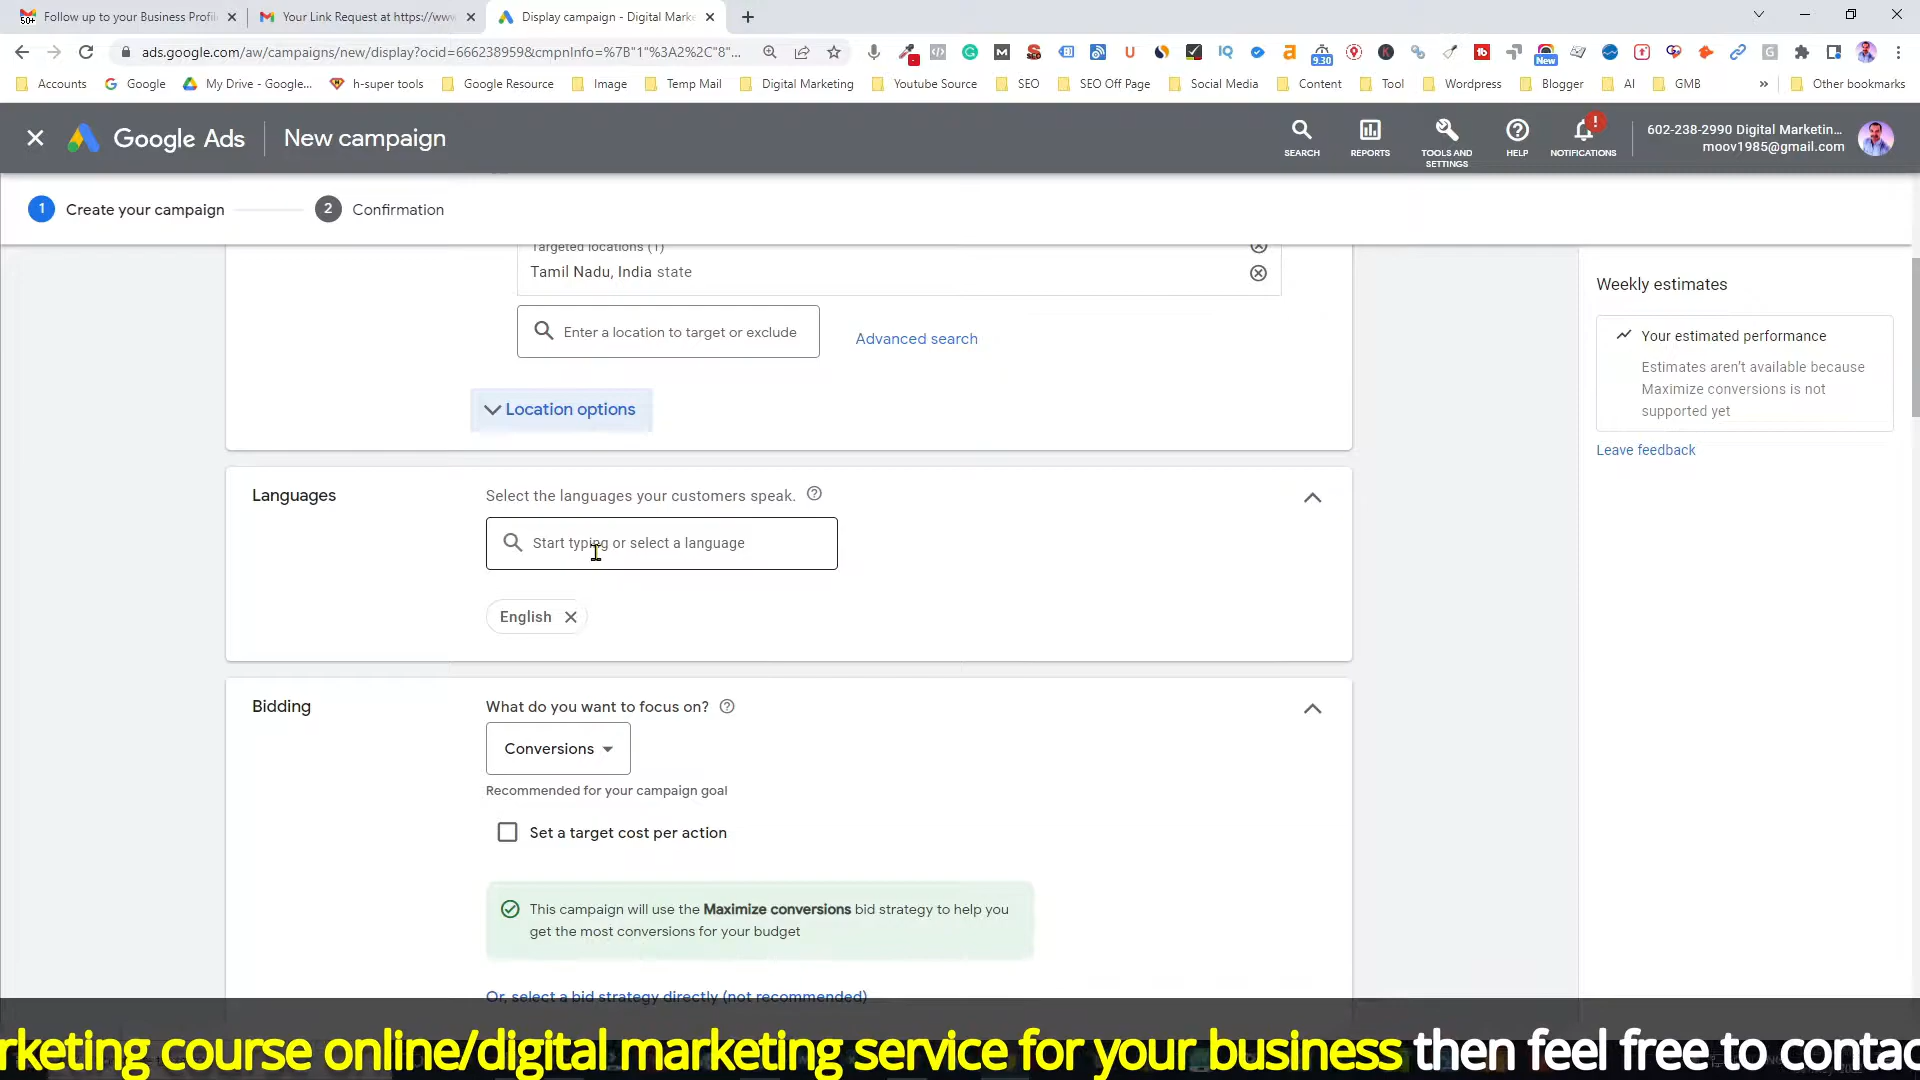 Follow up to your Business Profil
Your Link Request at https://www
Display campaign - Digital Marke
ads.google.com/aw/campaigns/new/display?ocid=666238959&cmpnInfo=%7B"1"%3A2%2C"8"...
Accounts
Google
My Drive - Google...
h-super tools
Google Resource
Image
Temp Mail
Digital Marketing
Youtube Source
SEO
SEO Off Page
Social Media
Content
Tool
Wordpress
Blogger
AI
GMB
Other bookmarks
Google Ads
New campaign
SEARCH
REPORTS
TOOLS AND SETTINGS
HELP
NOTIFICATIONS
602-238-2990 Digital Marketin...
moov1985@gmail.com
1 Create your campaign
2 Confirmation
Targeted locations (1)
Tamil Nadu, India state
Enter a location to target or exclude
Advanced search
Location options
Weekly estimates
Your estimated performance
Estimates aren't available because
Maximize conversions is not
supported yet
Leave feedback
Languages
Select the languages your customers speak.
Start typing or select a language
English
Bidding
What do you want to focus on?
Conversions
Recommended for your campaign goal
Set a target cost per action
This campaign will use the Maximize conversions bid strategy to help you
get the most conversions for your budget
Or, select a bid strategy directly (not recommended)
rketing course online/digital marketing service for your business then feel free to contac